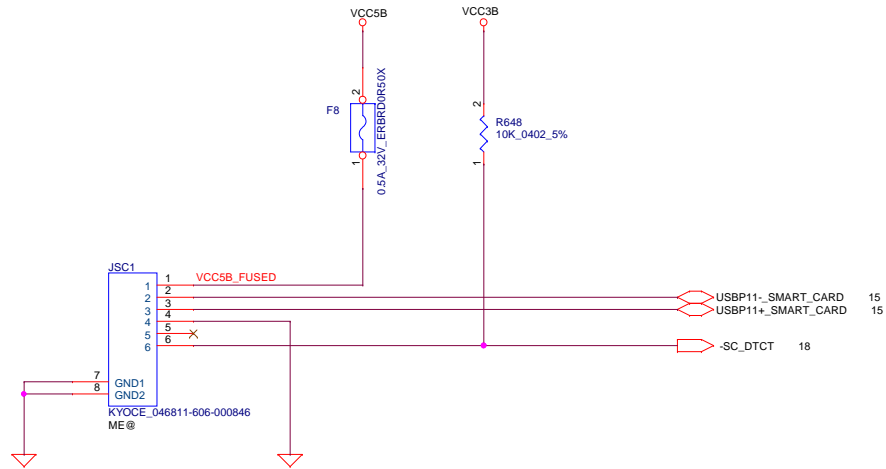 VCC5B
VCC3B
2
F8
0.5A_32V_ERBRD0R50X
1
2
R648
10K_0402_5%
1
JSC1
1 1 VCC5B_FUSED
2 2 USBP11-_SMART_CARD 15
3 3 USBP11+_SMART_CARD 15
4 4
5 5
6 6 -SC_DTCT 18
7 GND1
8 GND2
KYOCE_046811-606-000846
ME@